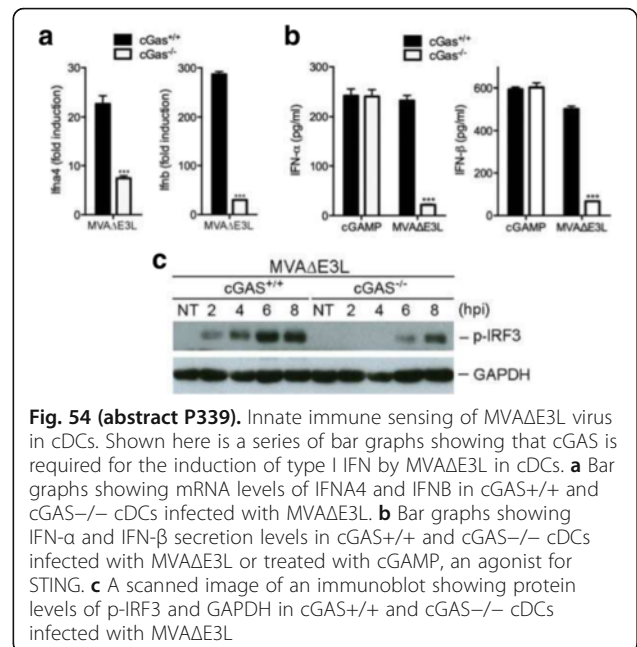 a
cGas+/+
cGas-/-
30
20
10
0
Ifna4 (fold induction)
***
MVAΔE3L
300
200
100
0
Ifnb (fold induction)
***
MVAΔE3L
b
cGas+/+
cGas-/-
300
200
100
0
IFN-α (pg/ml)
***
cGAMP MVAΔE3L
600
400
200
0
IFN-β (pg/ml)
***
cGAMP MVAΔE3L
c
MVAΔE3L
cGAS+/+ cGAS-/-
NT 2 4 6 8 NT 2 4 6 8 (hpi)
– p-IRF3
– GAPDH
Fig. 54 (abstract P339). Innate immune sensing of MVAΔE3L virus
in cDCs. Shown here is a series of bar graphs showing that cGAS is
required for the induction of type I IFN by MVAΔE3L in cDCs. a Bar
graphs showing mRNA levels of IFNA4 and IFNB in cGAS+/+ and
cGAS−/− cDCs infected with MVAΔE3L. b Bar graphs showing
IFN-α and IFN-β secretion levels in cGAS+/+ and cGAS−/− cDCs
infected with MVAΔE3L or treated with cGAMP, an agonist for
STING. c A scanned image of an immunoblot showing protein
levels of p-IRF3 and GAPDH in cGAS+/+ and cGAS−/− cDCs
infected with MVAΔE3L